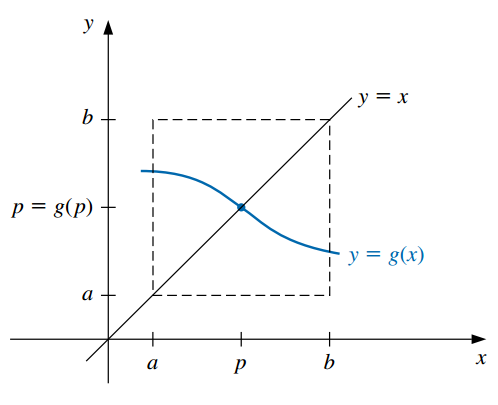 y
y = x
b
p = g(p)
y = g(x)
a
a
p
b
x